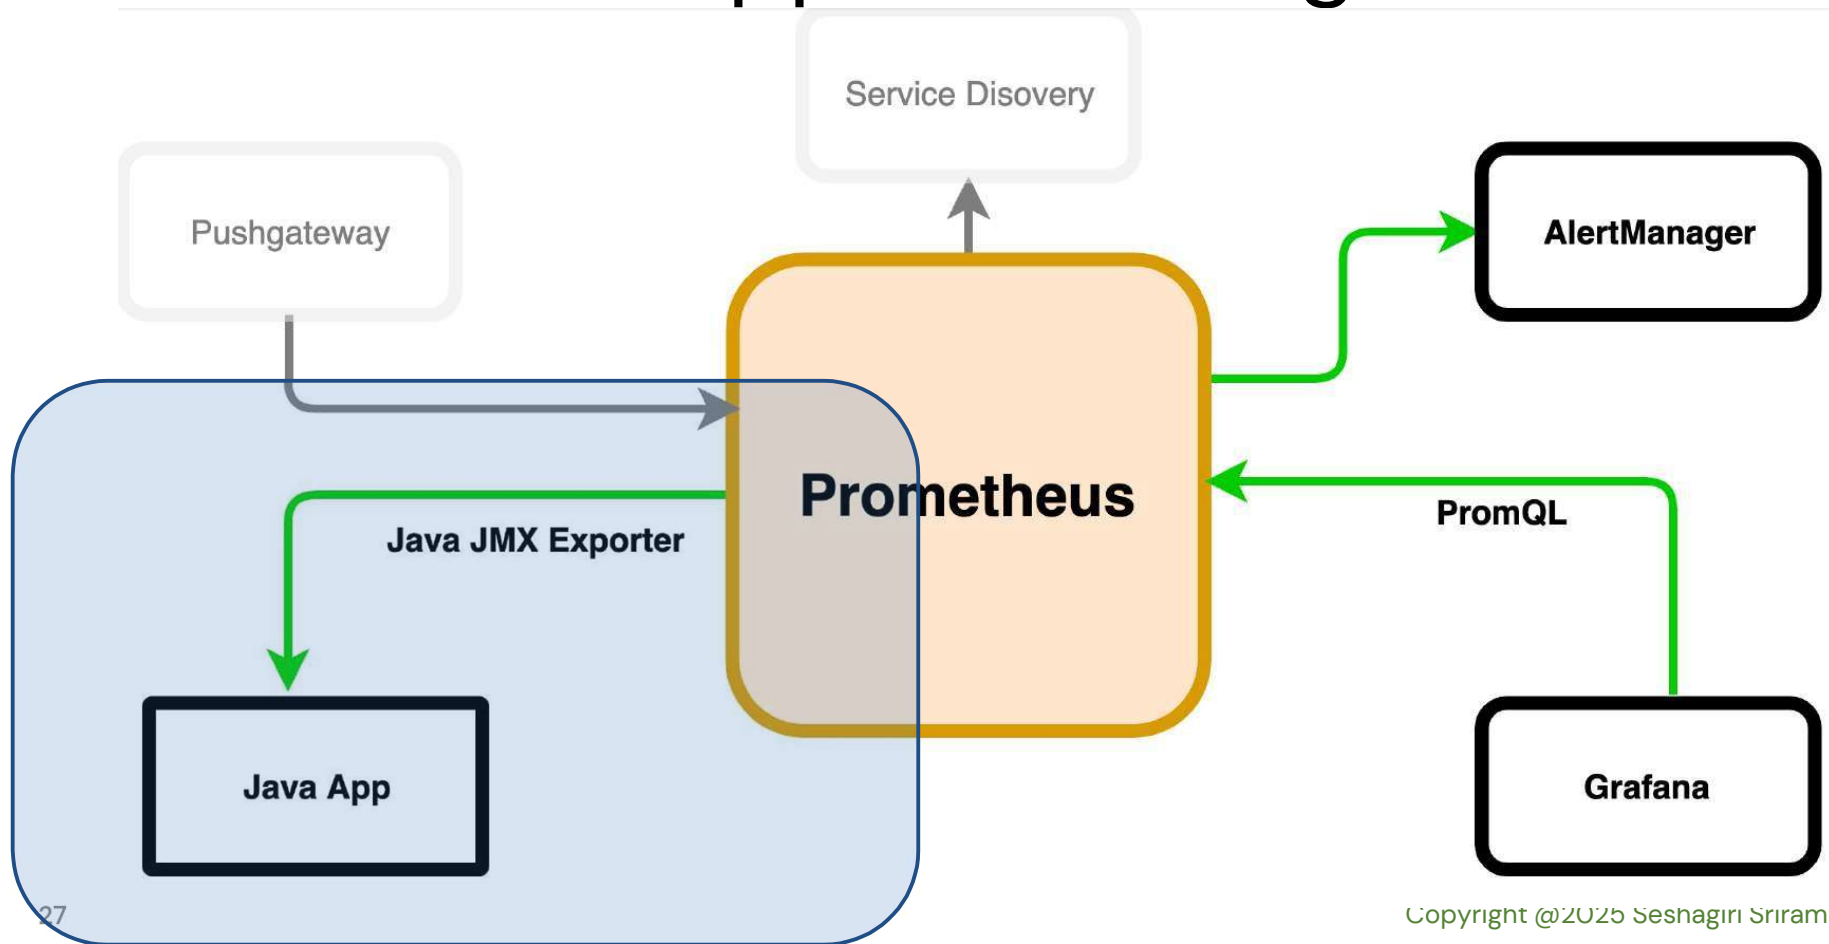 Service Disovery
Pushgateway
AlertManager
Prometheus
PromQL
Java JMX Exporter
Java App
Grafana
27
Copyright @2025 Seshagiri Sriram